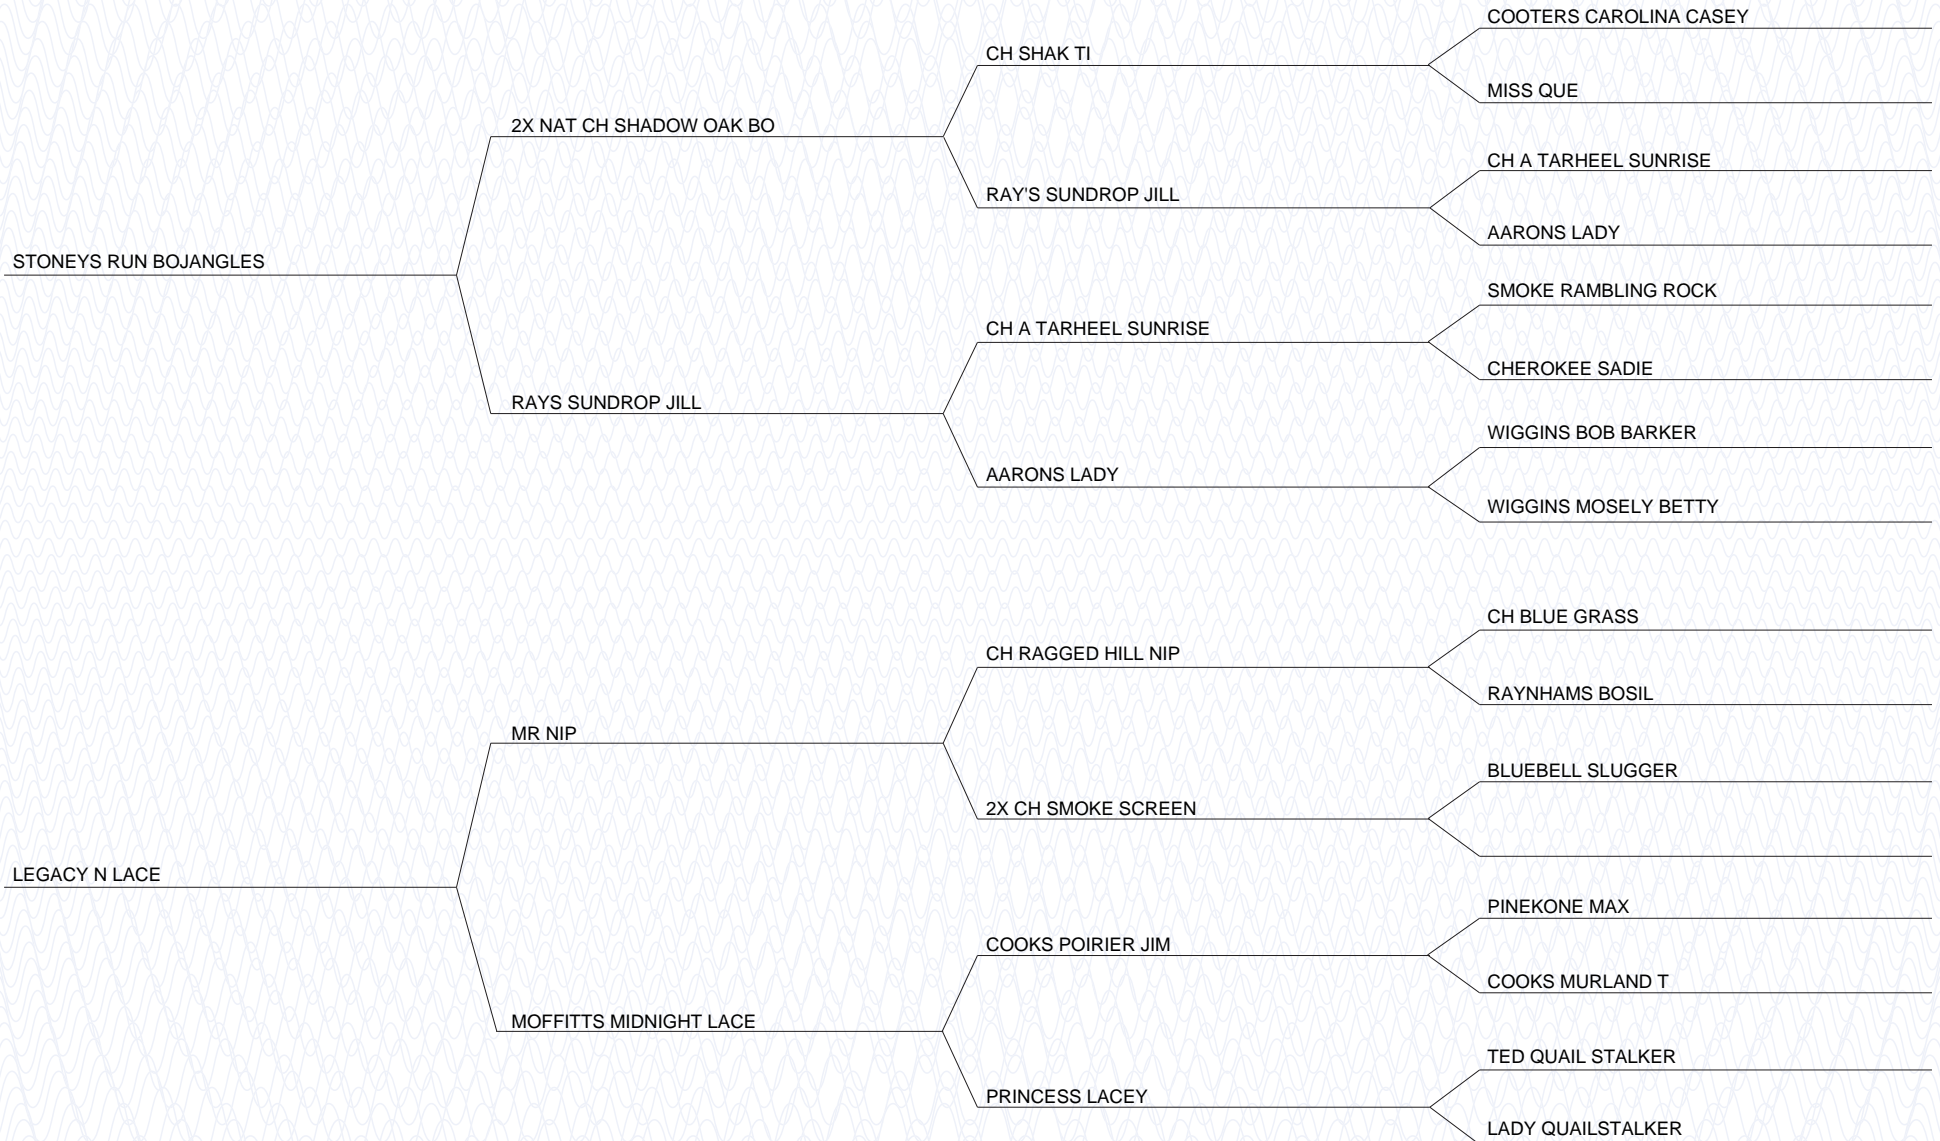 COOTERS CAROLINA CASEY
CH SHAK TI
MISS QUE
2X NAT CH SHADOW OAK BO
CH A TARHEEL SUNRISE
RAY'S SUNDROP JILL
AARONS LADY
STONEYS RUN BOJANGLES
SMOKE RAMBLING ROCK
CH A TARHEEL SUNRISE
CHEROKEE SADIE
RAYS SUNDROP JILL
WIGGINS BOB BARKER
AARONS LADY
WIGGINS MOSELY BETTY
CH BLUE GRASS
CH RAGGED HILL NIP
RAYNHAMS BOSIL
MR NIP
BLUEBELL SLUGGER
2X CH SMOKE SCREEN
LEGACY N LACE
PINEKONE MAX
COOKS POIRIER JIM
COOKS MURLAND T
MOFFITTS MIDNIGHT LACE
TED QUAIL STALKER
PRINCESS LACEY
LADY QUAILSTALKER